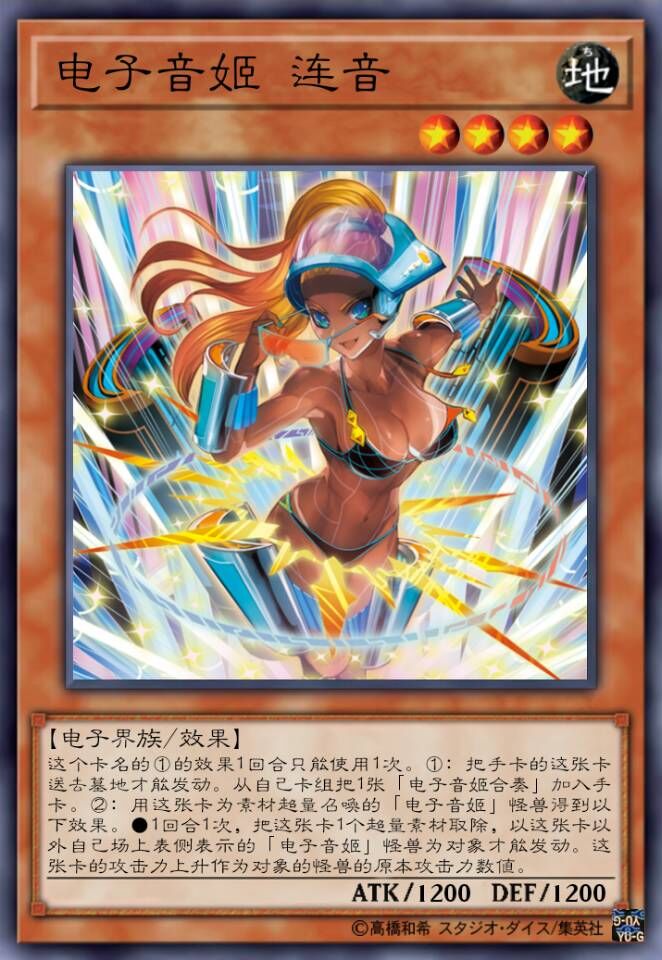 电子音姬 连音
ち
地
【电子界族/效果】
这个卡名的①的效果1回合只能使用1次。①：把手卡的这张卡
送去墓地才能发动。从自己卡组把1张「电子音姬合奏」加入手
卡。②：用这张卡为素材超量召唤的「电子音姬」怪兽得到以
下效果。●1回合1次，把这张卡1个超量素材取除，以这张卡以
外自己场上表侧表示的「电子音姬」怪兽为对象才能发动。这
张卡的攻击力上升作为对象的怪兽的原本攻击力数值。
ATK/1200 DEF/1200
©高橋和希 スタジオ・ダイス/集英社